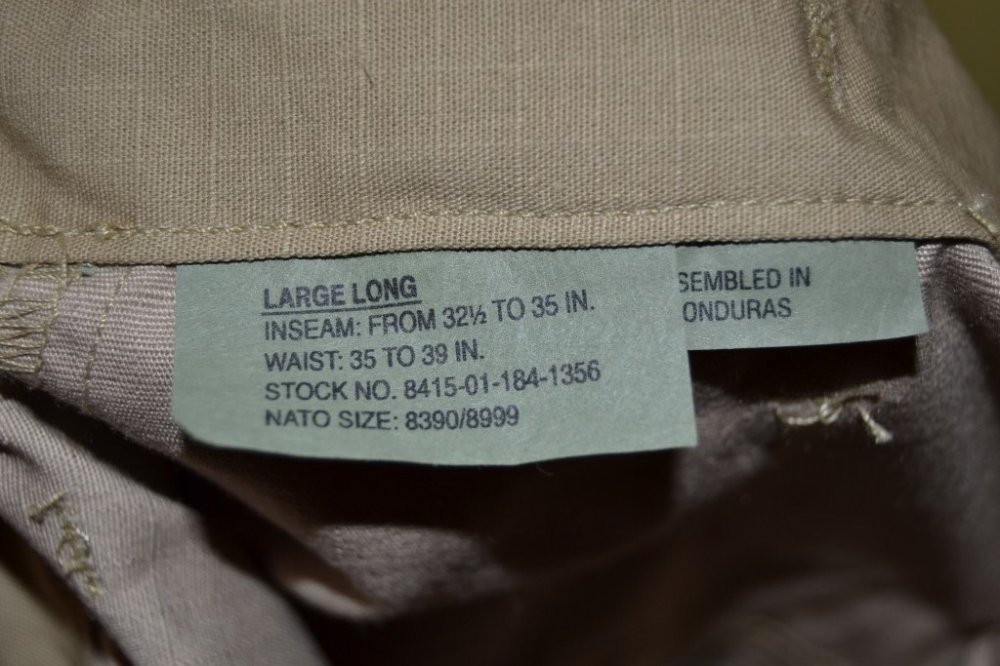 LARGE LONG
INSEAM: FROM 32½ TO 35 IN.
WAIST: 35 TO 39 IN.
STOCK NO. 8415-01-184-1356
NATO SIZE: 8390/8999
SEMBLED IN
ONDURAS